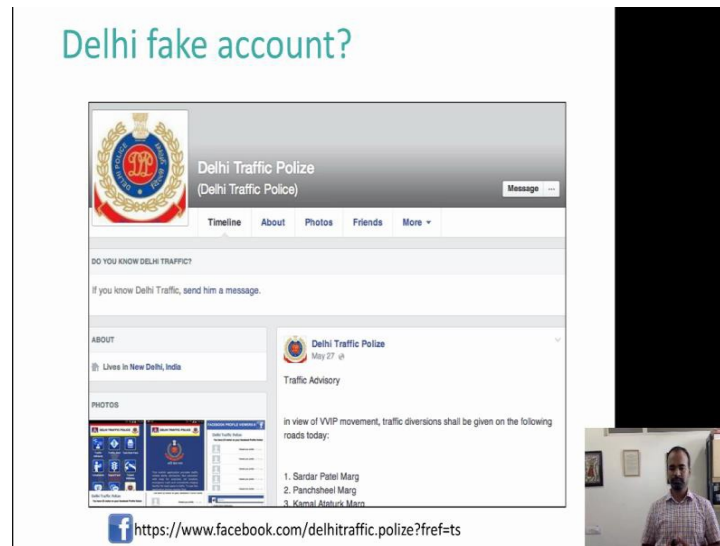 Delhi fake account?
Delhi Traffic Polize
(Delhi Traffic Police)
Message ...
Timeline About Photos Friends More
DO YOU KNOW DELHI TRAFFIC?
If you know Delhi Traffic, send him a message.
ABOUT
Lives in New Delhi, India
PHOTOS
Delhi Traffic Polize
May 27
Traffic Advisory
in view of VVIP movement, traffic diversions shall be given on the following
roads today:
1. Sardar Patel Marg
2. Panchsheel Marg
3. Kamal Ataturk Marg
https://www.facebook.com/delhitraffic.polize?fref=ts